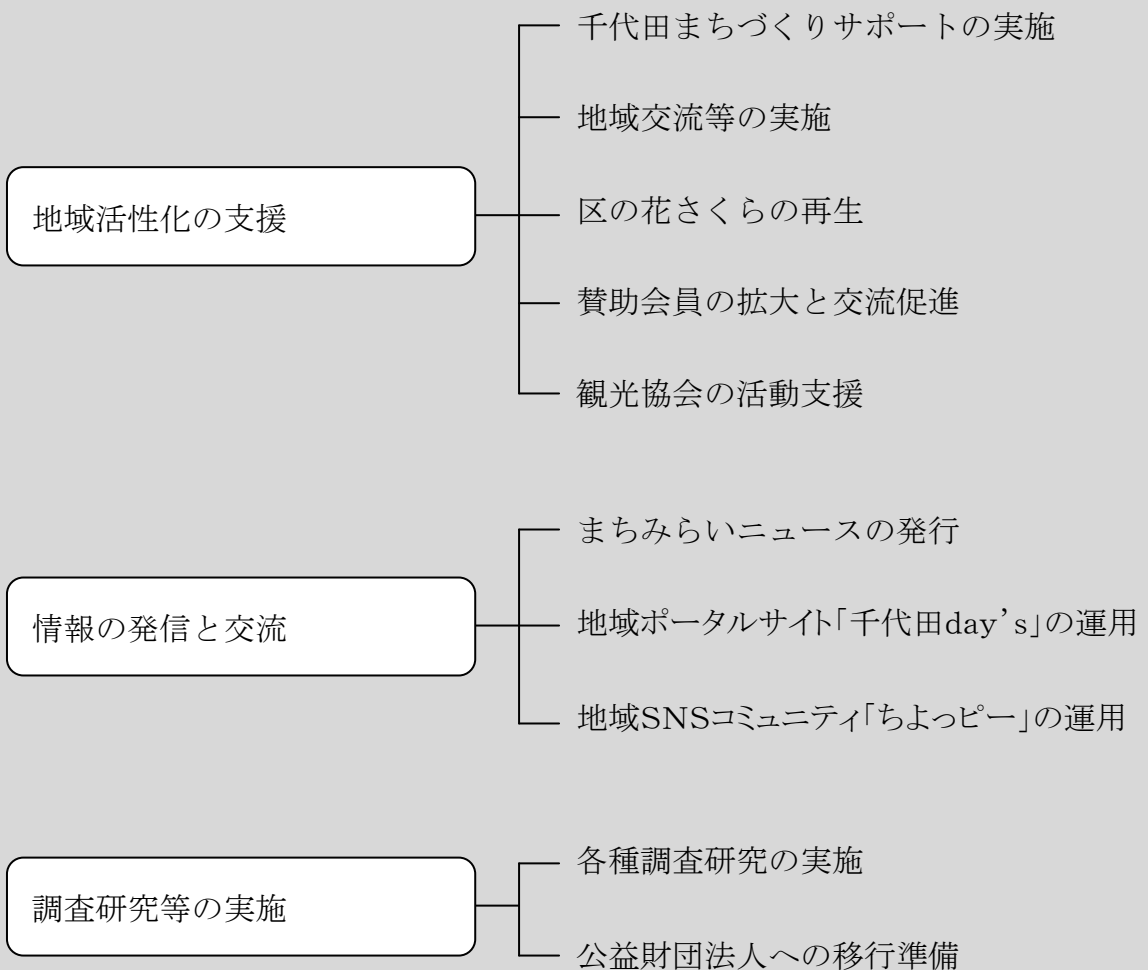 千代田まちづくりサポートの実施
地域交流等の実施
地域活性化の支援
区の花さくらの再生
賛助会員の拡大と交流促進
観光協会の活動支援
まちみらいニュースの発行
情報の発信と交流
地域ポータルサイト「千代田day’s」の運用
地域SNSコミュニティ「ちよっピー」の運用
各種調査研究の実施
調査研究等の実施
公益財団法人への移行準備